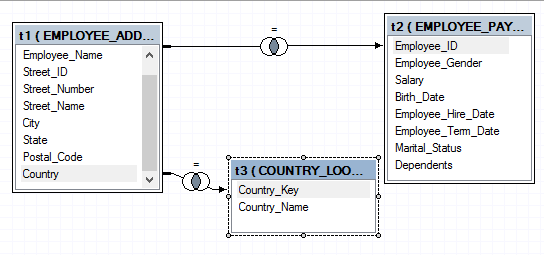 t1 ( EMPLOYEE_ADD...
Employee_Name
Street_ID
Street_Number
Street_Name
City
State
Postal_Code
Country
=
t2 ( EMPLOYEE_PAY...
Employee_ID
Employee_Gender
Salary
Birth_Date
Employee_Hire_Date
Employee_Term_Date
Marital_Status
Dependents
=
t3 ( COUNTRY_LOO...
Country_Key
Country_Name